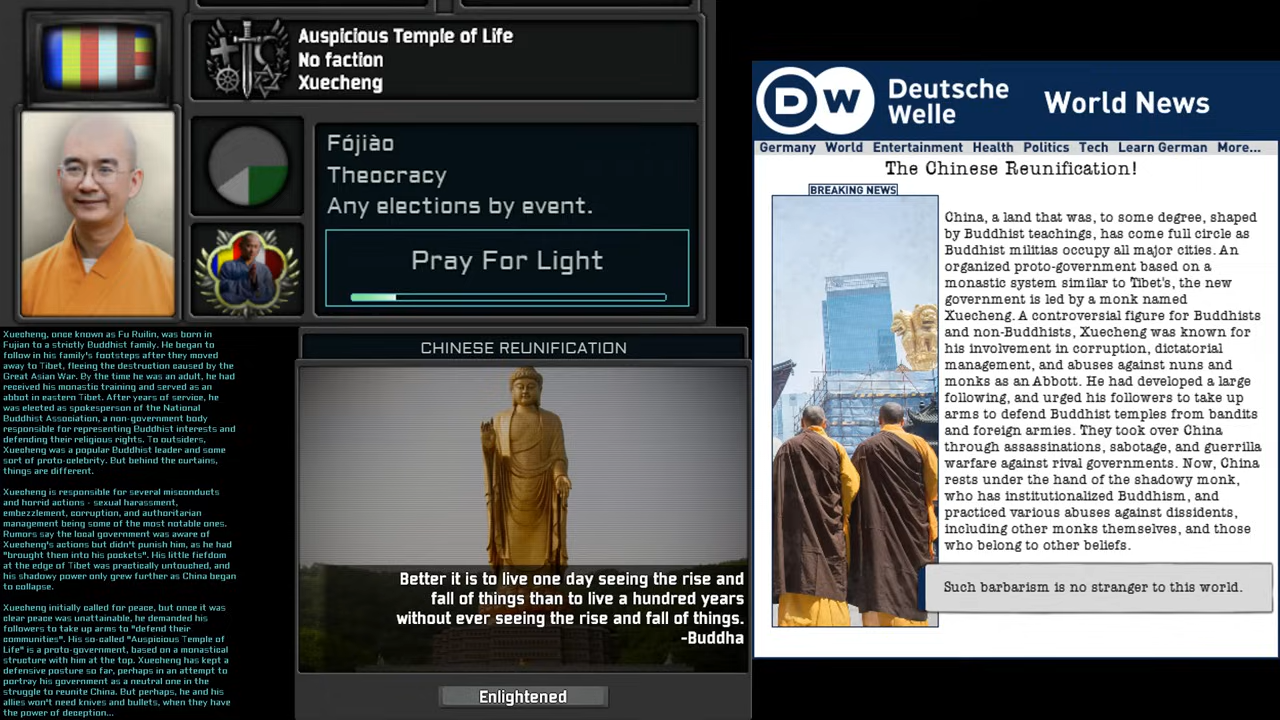 Auspicious Temple of Life
No faction
Xuecheng
Fójiào
Theocracy
Any elections by event.
Pray For Light
Xuecheng, once known as Fu Ruilin, was born in
Fujian to a strictly Buddhist family. He began to
follow in his family's footsteps after they moved
away to Tibet, fleeing the destruction caused by the
Great Asian War. By the time he was an adult, he had
received his monastic training and served as an
abbot in eastern Tibet. After years of service, he
was elected as spokesperson of the National
Buddhist Association, a non-government body
responsible for representing Buddhist interests and
defending their religious rights. To outsiders,
Xuecheng was a popular Buddhist leader and some
sort of proto-celebrity. But behind the curtains,
things are different.
Xuecheng is responsible for several misconducts
and horrid actions - sexual harassment,
embezzlement, corruption, and authoritarian
management being some of the most notable ones.
Rumors say the local government was aware of
Xuecheng's actions but didn't punish him, as he had
"brought them into his pockets". His little fiefdom
at the edge of Tibet was practically untouched, and
his shadowy power only grew further as China began
to collapse.
Xuecheng initially called for peace, but once it was
clear peace was unattainable, he demanded his
followers to take up arms to "defend their
communities". His so-called "Auspicious Temple of
Life" is a proto-government, based on a monastical
structure with him at the top. Xuecheng has kept a
defensive posture so far, perhaps in an attempt to
portray his government as a neutral one in the
struggle to reunite China. But perhaps, he and his
allies won't need knives and bullets, when they have
the power of deception...
CHINESE REUNIFICATION
Better it is to live one day seeing the rise and
fall of things than to live a hundred years
without ever seeing the rise and fall of things.
-Buddha
Enlightened
DW
Deutsche
Welle
World News
Germany World Entertainment Health Politics Tech Learn German More...
The Chinese Reunification!
BREAKING NEWS
China, a land that was, to some degree, shaped
by Buddhist teachings, has come full circle as
Buddhist militias occupy all major cities. An
organized proto-government based on a
monastic system similar to Tibet's, the new
government is led by a monk named
Xuecheng. A controversial figure for Buddhists
and non-Buddhists, Xuecheng was known for
his involvement in corruption, dictatorial
management, and abuses against nuns and
monks as an Abbott. He had developed a large
following, and urged his followers to take up
arms to defend Buddhist temples from bandits
and foreign armies. They took over China
through assassinations, sabotage, and guerrilla
warfare against rival governments. Now, China
rests under the hand of the shadowy monk,
who has institutionalized Buddhism, and
practiced various abuses against dissidents,
including other monks themselves, and those
who belong to other beliefs.
Such barbarism is no stranger to this world.